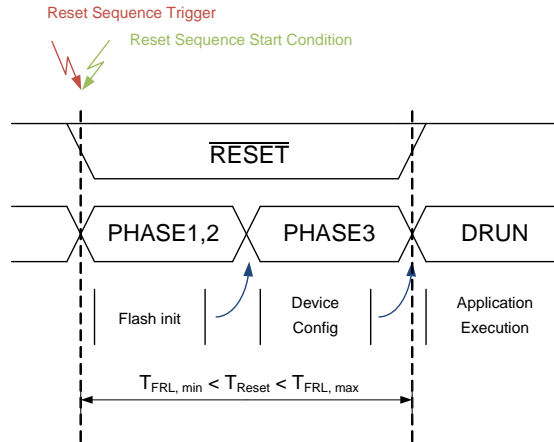 Reset Sequence Trigger
Reset Sequence Start Condition
RESET
PHASE1,2
PHASE3
DRUN
Flash init
Device
Config
Application
Execution
TFRL, min < TReset < TFRL, max